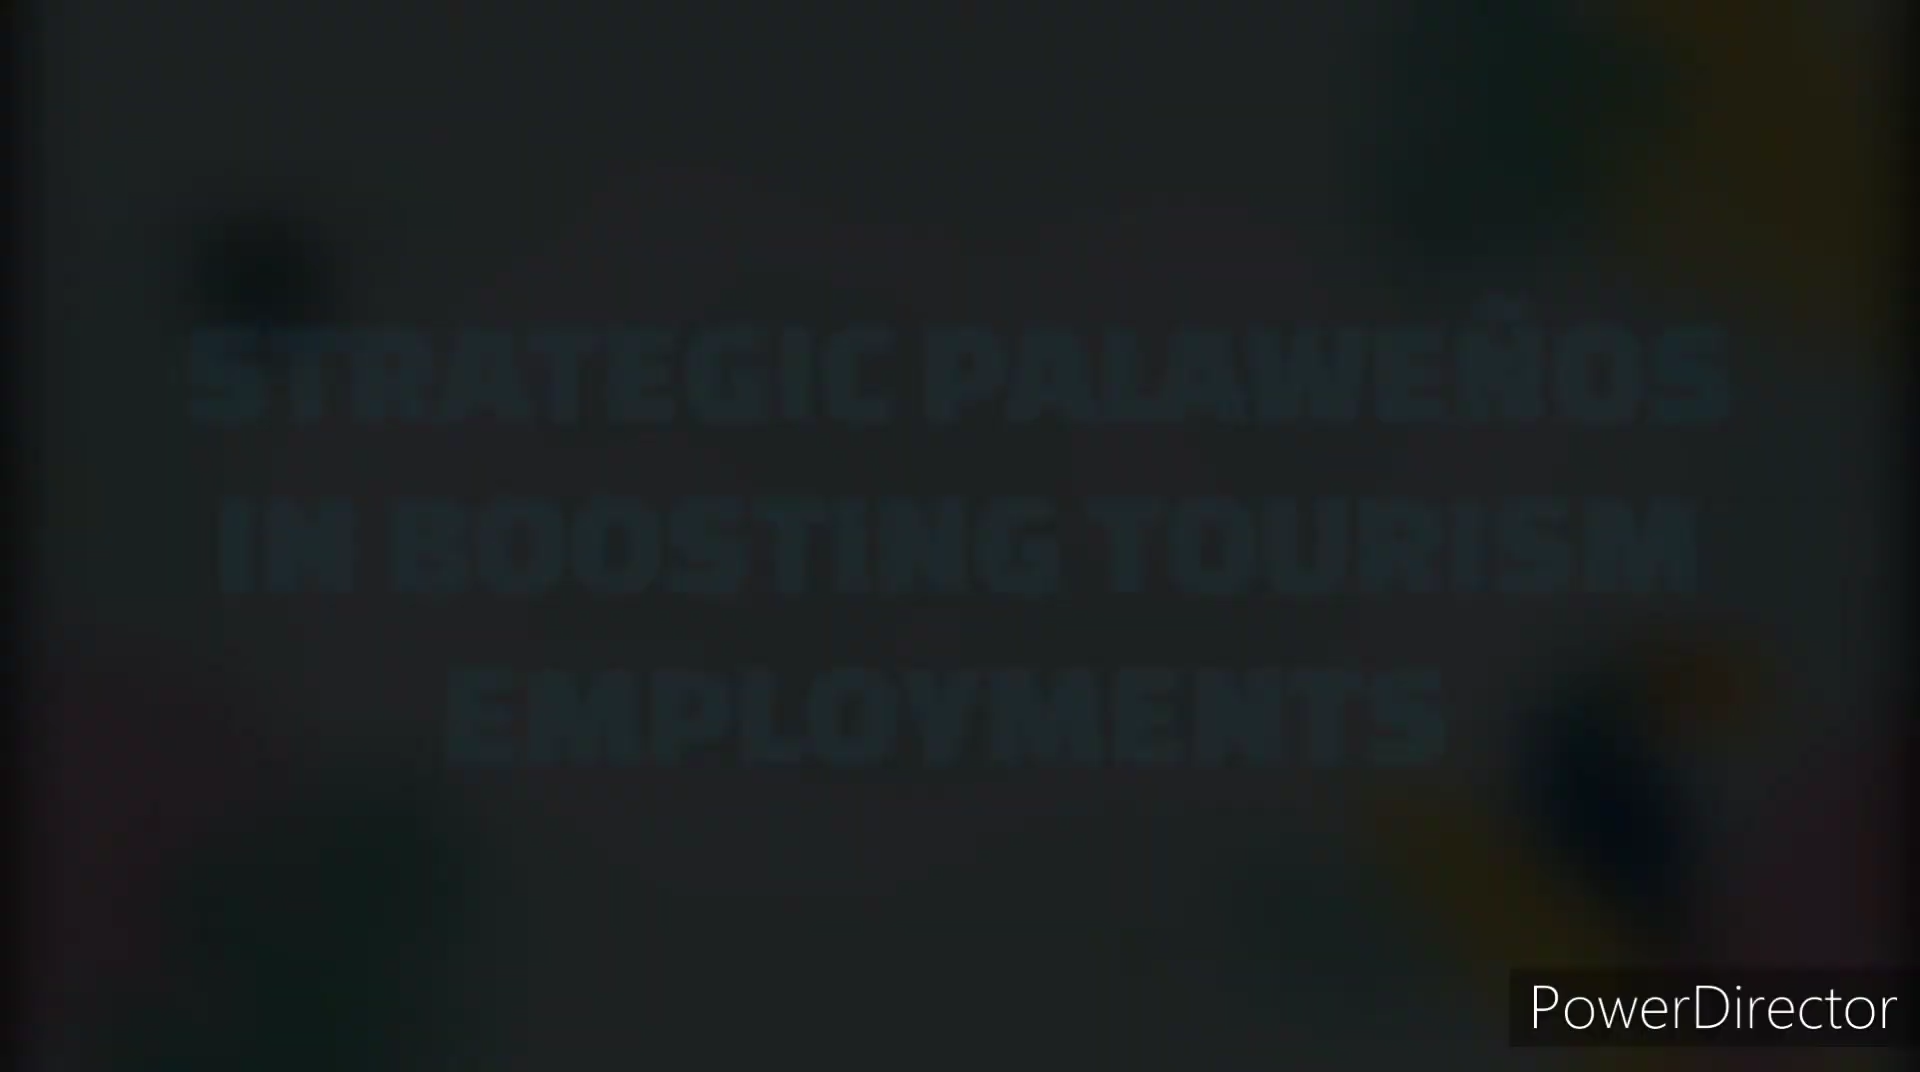 STRATEGIC PALAWEÑOS
IN BOOSTING TOURISM
EMPLOYMENTS
PowerDirector